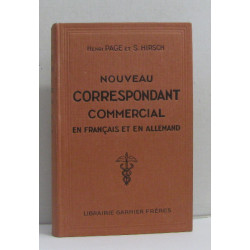 HENRI PAGE ET S. HIRSCH
NOUVEAU
CORRESPONDANT
COMMERCIAL
EN FRANÇAIS ET EN ALLEMAND
LIBRAIRIE GARNIER FRÈRES